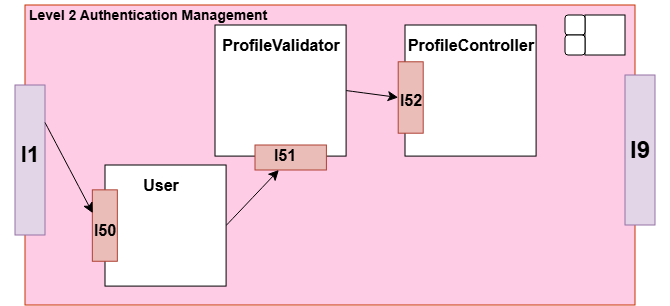 Level 2 Authentication Management
ProfileValidator
ProfileController
I1
I52
I51
I9
User
I50